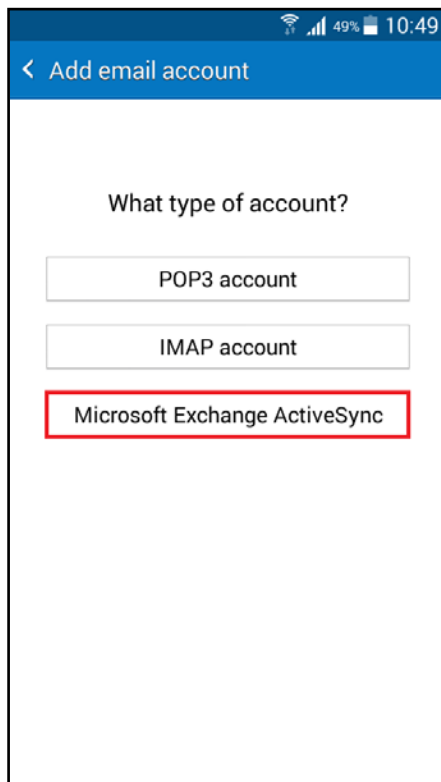 49% 10:49
Add email account
What type of account?
POP3 account
IMAP account
Microsoft Exchange ActiveSync